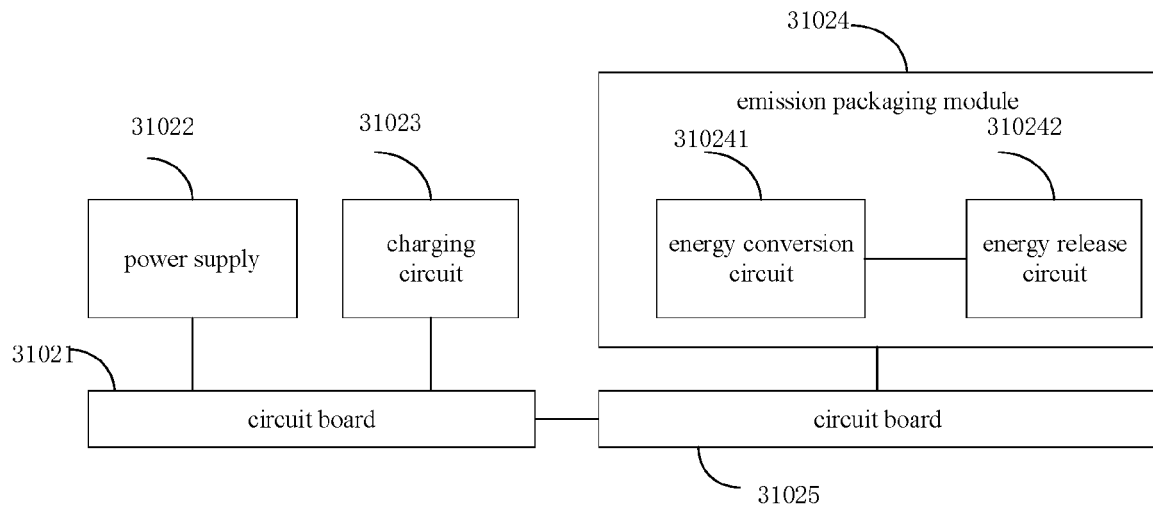 31024
emission packaging module
31022
31023
310241
310242
power supply
charging
circuit
energy conversion
circuit
energy release
circuit
31021
circuit board
circuit board
31025